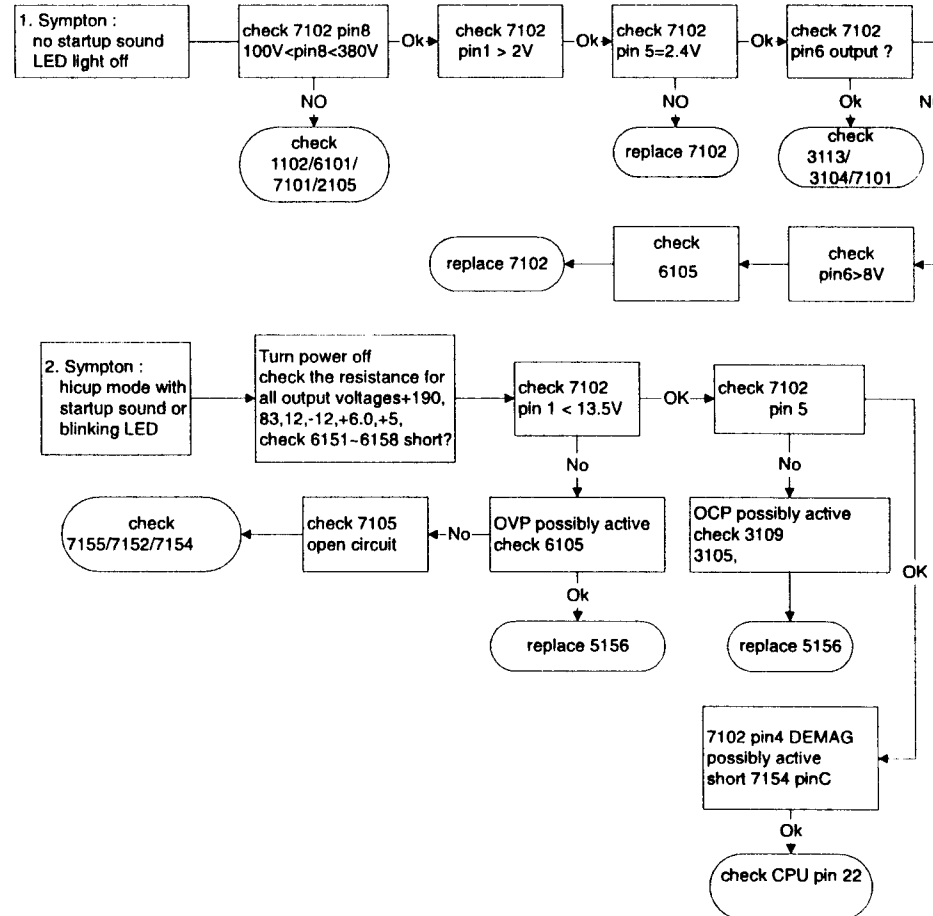 1. Sympton :
no startup sound
LED light off
check 7102 pin8
100V<pin8<380V
Ok
check 7102
pin1 > 2V
Ok
check 7102
pin 5=2.4V
Ok
check 7102
pin6 output ?
NO
NO
Ok
check
1102/6101/
7101/2105
replace 7102
check
3113/
3104/7101
replace 7102
check
6105
check
pin6>8V
2. Sympton :
hicup mode with
startup sound or
blinking LED
Turn power off
check the resistance for
all output voltages+190,
83,12,-12,+6.0,+5,
check 6151~6158 short?
check 7102
pin 1 < 13.5V
OK
check 7102
pin 5
No
No
check
7155/7152/7154
check 7105
open circuit
No
OVP possibly active
check 6105
OCP possibly active
check 3109
3105,
OK
Ok
replace 5156
replace 5156
7102 pin4 DEMAG
possibly active
short 7154 pinC
Ok
check CPU pin 22